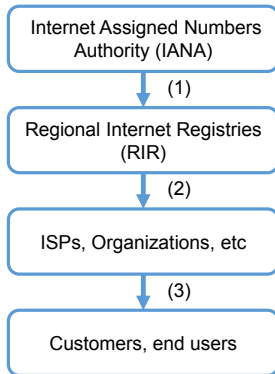 Internet Assigned Numbers
Authority (IANA)
(1)
Regional Internet Registries
(RIR)
(2)
ISPs, Organizations, etc
(3)
Customers, end users